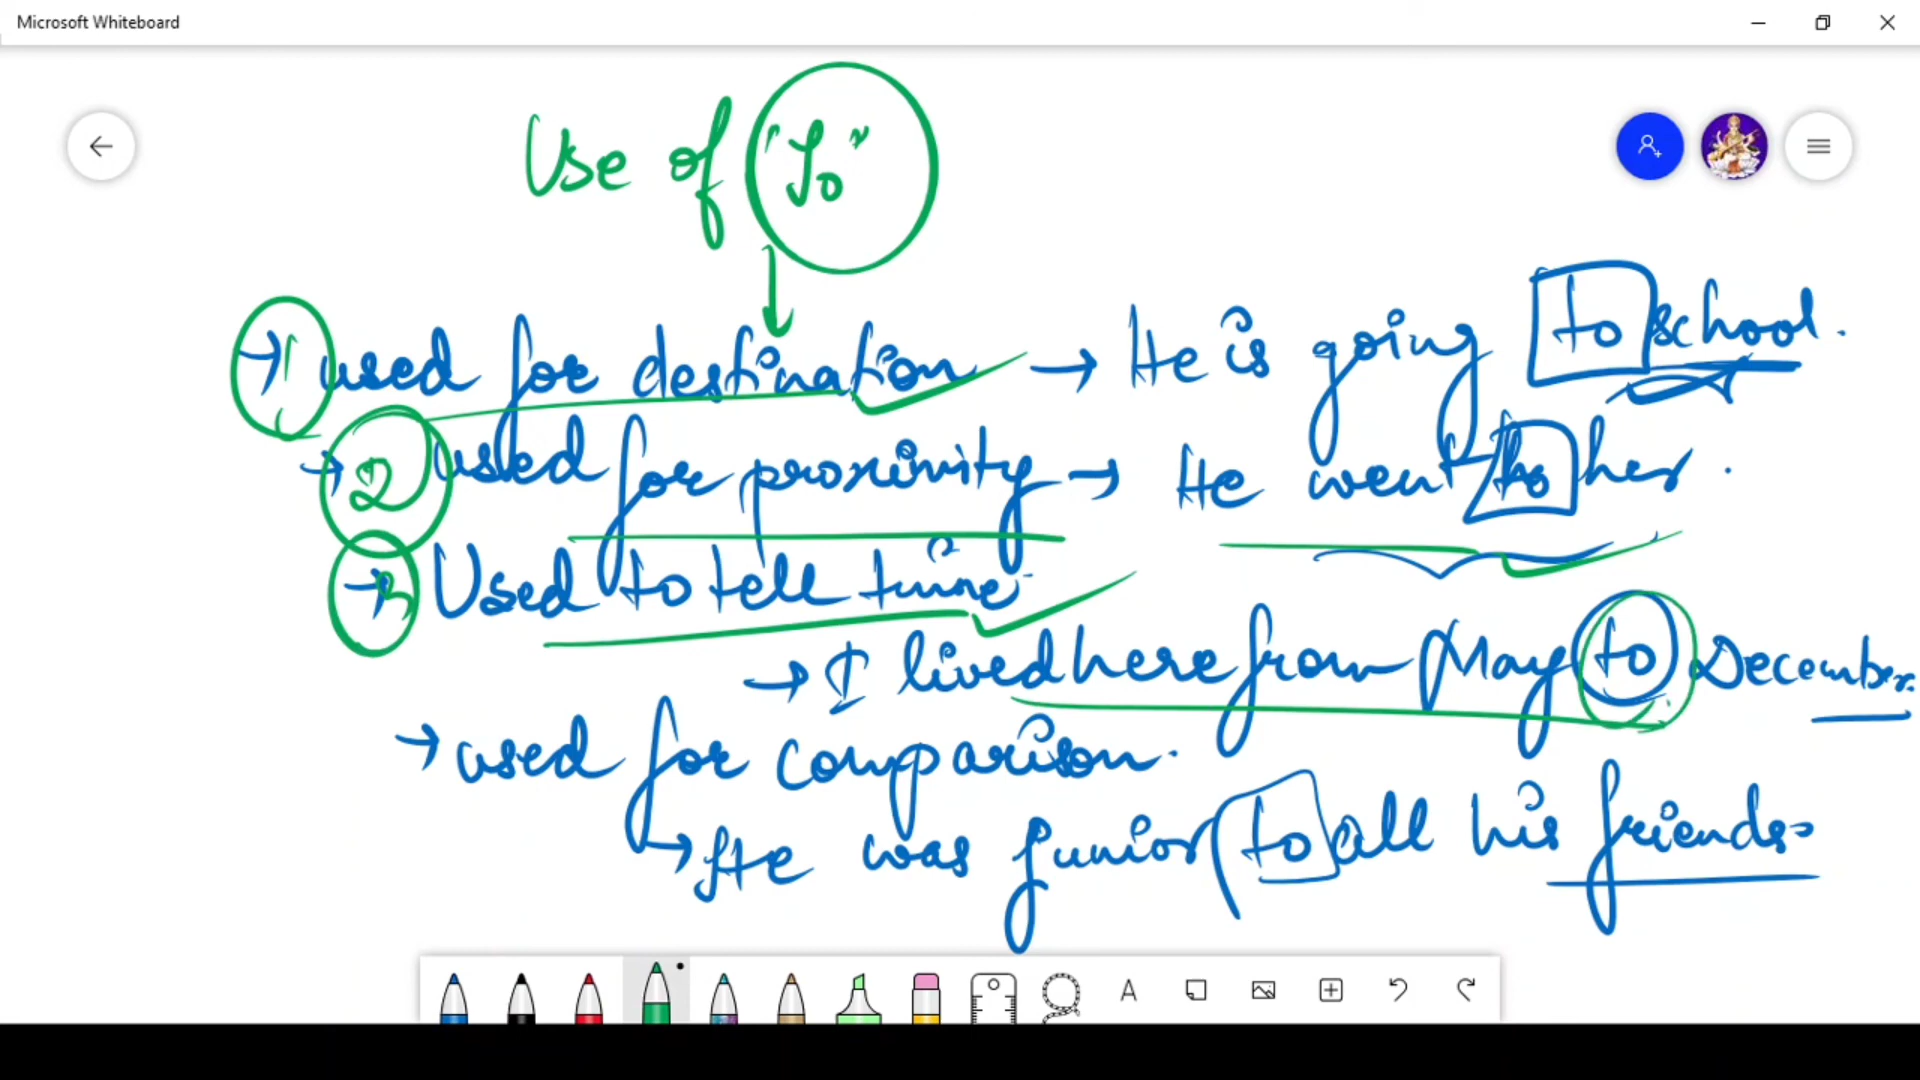 Microsoft Whiteboard
Use of "To"
→ 1 used for destination → He is going to school.
→ 2 used for proximity → He went to her.
→ 3 Used to tell time.
→ I lived here from May to December.
→ used for comparison.
→ He was junior to all his friends.